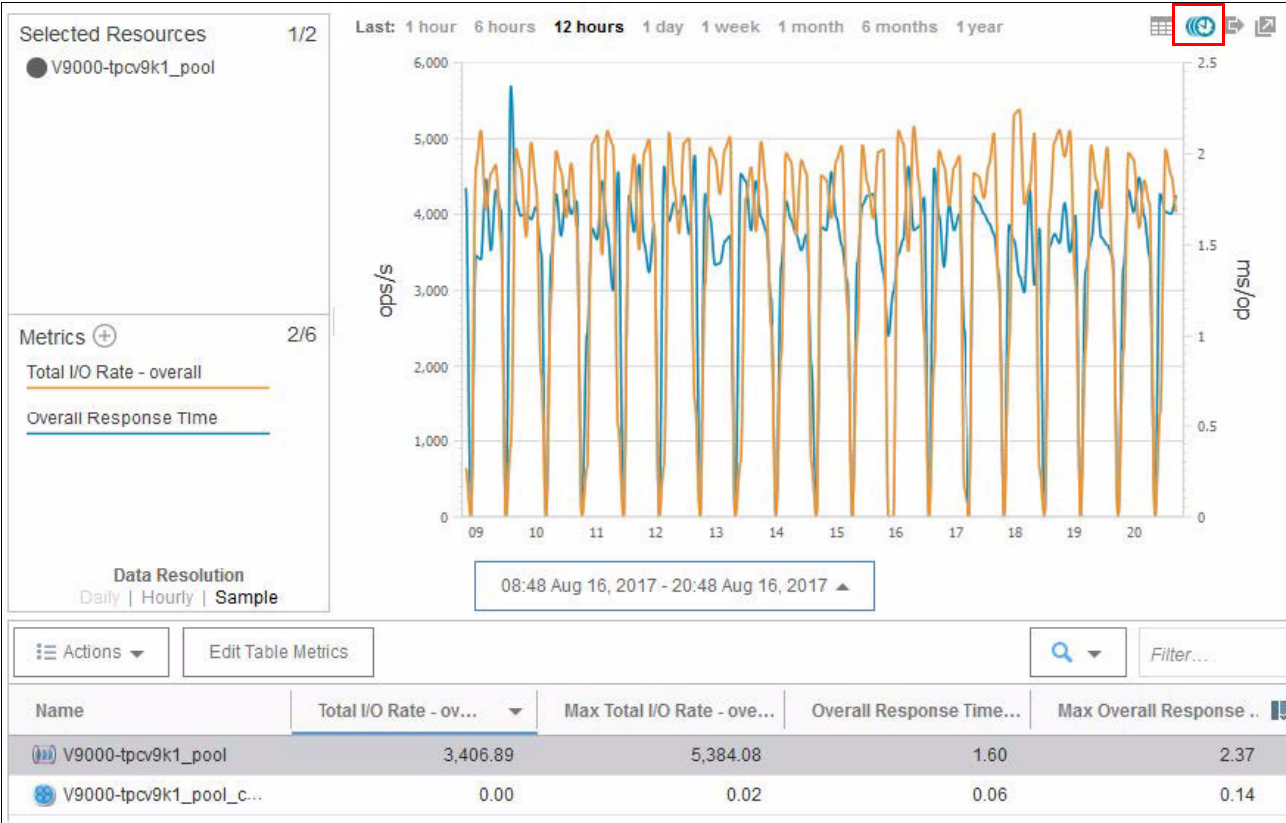 Selected Resources 1/2
V9000-tpcv9k1_pool
Metrics 2/6
Total I/O Rate - overall
Overall Response Time
Data Resolution
Daily | Hourly | Sample
Last: 1 hour 6 hours 12 hours 1 day 1 week 1 month 6 months 1 year
6,000
5,000
4,000
3,000
2,000
1,000
0
ops/s
2.5
2
1.5
1
0.5
0
ms/op
09 10 11 12 13 14 15 16 17 18 19 20
08:48 Aug 16, 2017 - 20:48 Aug 16, 2017
Actions Edit Table Metrics Filter...
Name Total I/O Rate - ov... Max Total I/O Rate - ove... Overall Response Time... Max Overall Response ..
V9000-tpcv9k1_pool 3,406.89 5,384.08 1.60 2.37
V9000-tpcv9k1_pool_c... 0.00 0.02 0.06 0.14